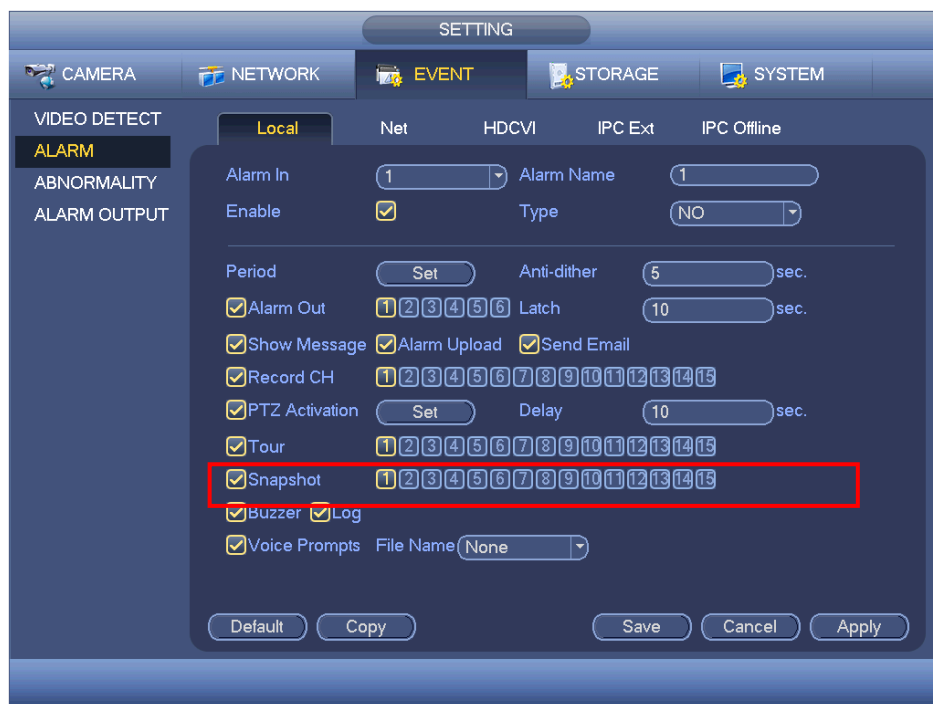 SETTING
CAMERA NETWORK EVENT STORAGE SYSTEM
VIDEO DETECT
ALARM
ABNORMALITY
ALARM OUTPUT
Local Net HDCVI IPC Ext IPC Offline
Alarm In 1 Alarm Name 1
Enable Type NO
Period Set Anti-dither 5 sec.
Alarm Out 1 2 3 4 5 6 Latch 10 sec.
Show Message Alarm Upload Send Email
Record CH 1 2 3 4 5 6 7 8 9 10 11 12 13 14 15
PTZ Activation Set Delay 10 sec.
Tour 1 2 3 4 5 6 7 8 9 10 11 12 13 14 15
Snapshot 1 2 3 4 5 6 7 8 9 10 11 12 13 14 15
Buzzer Log
Voice Prompts File Name None
Default Copy Save Cancel Apply